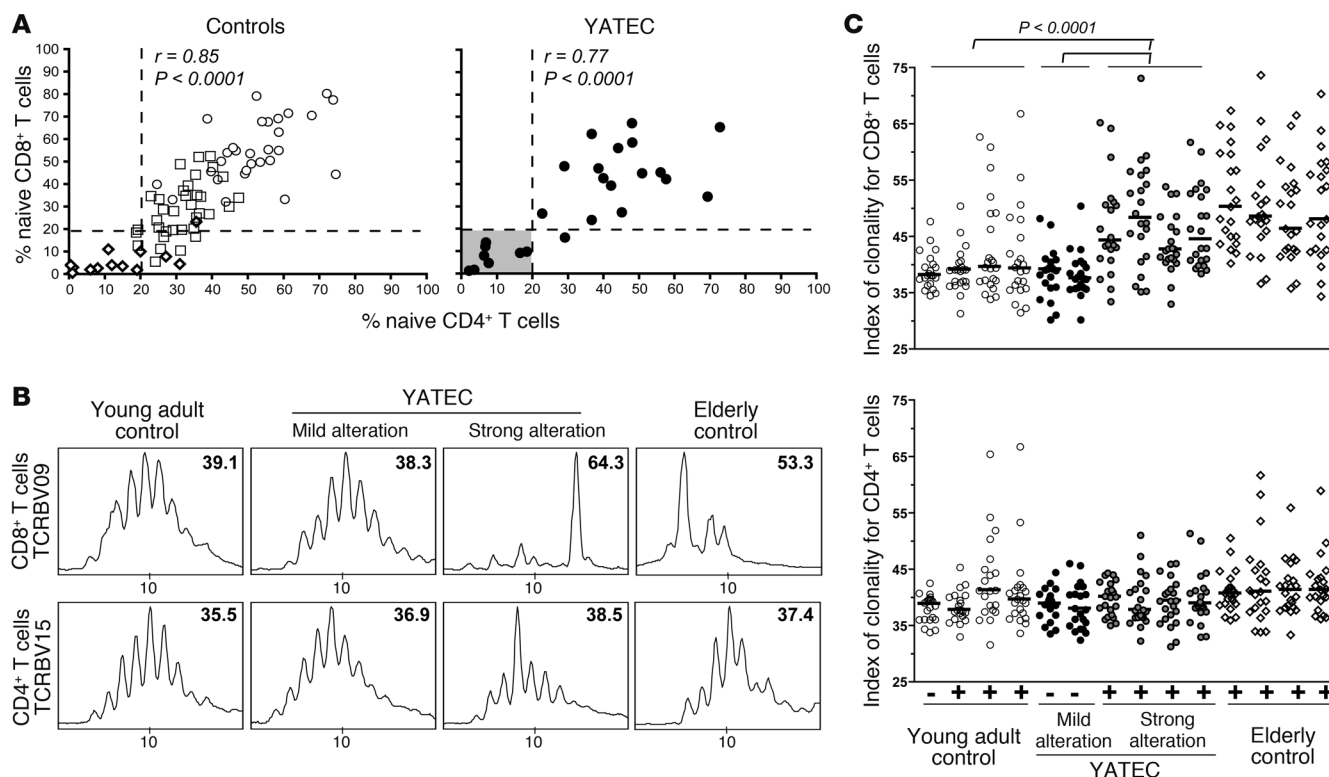 A
Controls
YATEC
r = 0.85
P < 0.0001
r = 0.77
P < 0.0001
% naive CD8+ T cells
100
90
80
70
60
50
40
30
20
10
0
0 10 20 30 40 50 60 70 80 90 100
0 10 20 30 40 50 60 70 80 90 100
% naive CD4+ T cells
B
Young adult
control
YATEC
Mild alteration
Strong alteration
Elderly
control
CD8+ T cells
TCRBV09
39.1
38.3
64.3
53.3
10
10
10
10
CD4+ T cells
TCRBV15
35.5
36.9
38.5
37.4
10
10
10
10
C
P < 0.0001
Index of clonality for CD8+ T cells
75
65
55
45
35
25
Index of clonality for CD4+ T cells
75
65
55
45
35
25
- + + + - - + + + + + + + +
Young adult
control
Mild
alteration
Strong
alteration
YATEC
Elderly
control